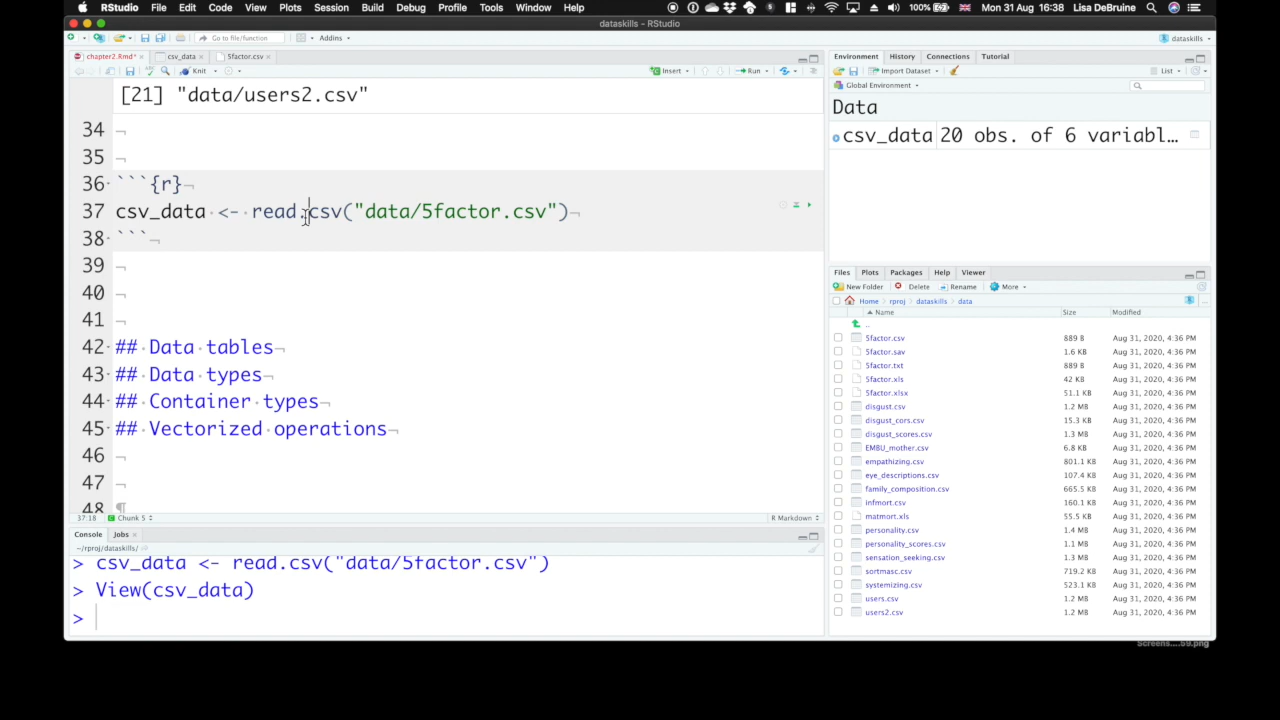 RStudio File Edit Code View Plots Session Build Debug Profile Tools Window Help 100% Mon 31 Aug 16:38 Lisa DeBruine
dataskills - RStudio
Go to file/function Addins dataskills
chapter2.Rmd* csv_data 5factor.csv
Knit Insert Run
[21] "data/users2.csv"
34 ¬
35 ¬
36 ```{r}¬
37 csv_data · <- · read.csv("data/5factor.csv") ¬
38 ``` ¬
39 ¬
40 ¬
41 ¬
42 ## · Data · tables¬
43 ## · Data · types¬
44 ## · Container · types¬
45 ## · Vectorized · operations¬
46 ¬
47 ¬
48 ¶
37:18 Chunk 5 R Markdown
Console Jobs
~/rproj/dataskills/
> csv_data <- read.csv("data/5factor.csv")
> View(csv_data)
>
Environment History Connections Tutorial
Import Dataset List
Global Environment
Data
csv_data 20 obs. of 6 variabl…
Files Plots Packages Help Viewer
New Folder Delete Rename More
Home rproj dataskills data
Name Size Modified
..
5factor.csv 889 B Aug 31, 2020, 4:36 PM
5factor.sav 1.6 KB Aug 31, 2020, 4:36 PM
5factor.txt 889 B Aug 31, 2020, 4:36 PM
5factor.xls 42 KB Aug 31, 2020, 4:36 PM
5factor.xlsx 51.1 KB Aug 31, 2020, 4:36 PM
disgust.csv 1.2 MB Aug 31, 2020, 4:36 PM
disgust_cors.csv 15.3 KB Aug 31, 2020, 4:36 PM
disgust_scores.csv 1.3 MB Aug 31, 2020, 4:36 PM
EMBU_mother.csv 6.8 KB Aug 31, 2020, 4:36 PM
empathizing.csv 801.1 KB Aug 31, 2020, 4:36 PM
eye_descriptions.csv 107.4 KB Aug 31, 2020, 4:36 PM
family_composition.csv 665.5 KB Aug 31, 2020, 4:36 PM
infmort.csv 160.1 KB Aug 31, 2020, 4:36 PM
matmort.xls 55.5 KB Aug 31, 2020, 4:36 PM
personality.csv 1.4 MB Aug 31, 2020, 4:36 PM
personality_scores.csv 1.1 MB Aug 31, 2020, 4:36 PM
sensation_seeking.csv 1.3 MB Aug 31, 2020, 4:36 PM
sortmasc.csv 719.2 KB Aug 31, 2020, 4:36 PM
systemizing.csv 523.1 KB Aug 31, 2020, 4:36 PM
users.csv 1.2 MB Aug 31, 2020, 4:36 PM
users2.csv 1.2 MB Aug 31, 2020, 4:36 PM
Screens....59.png